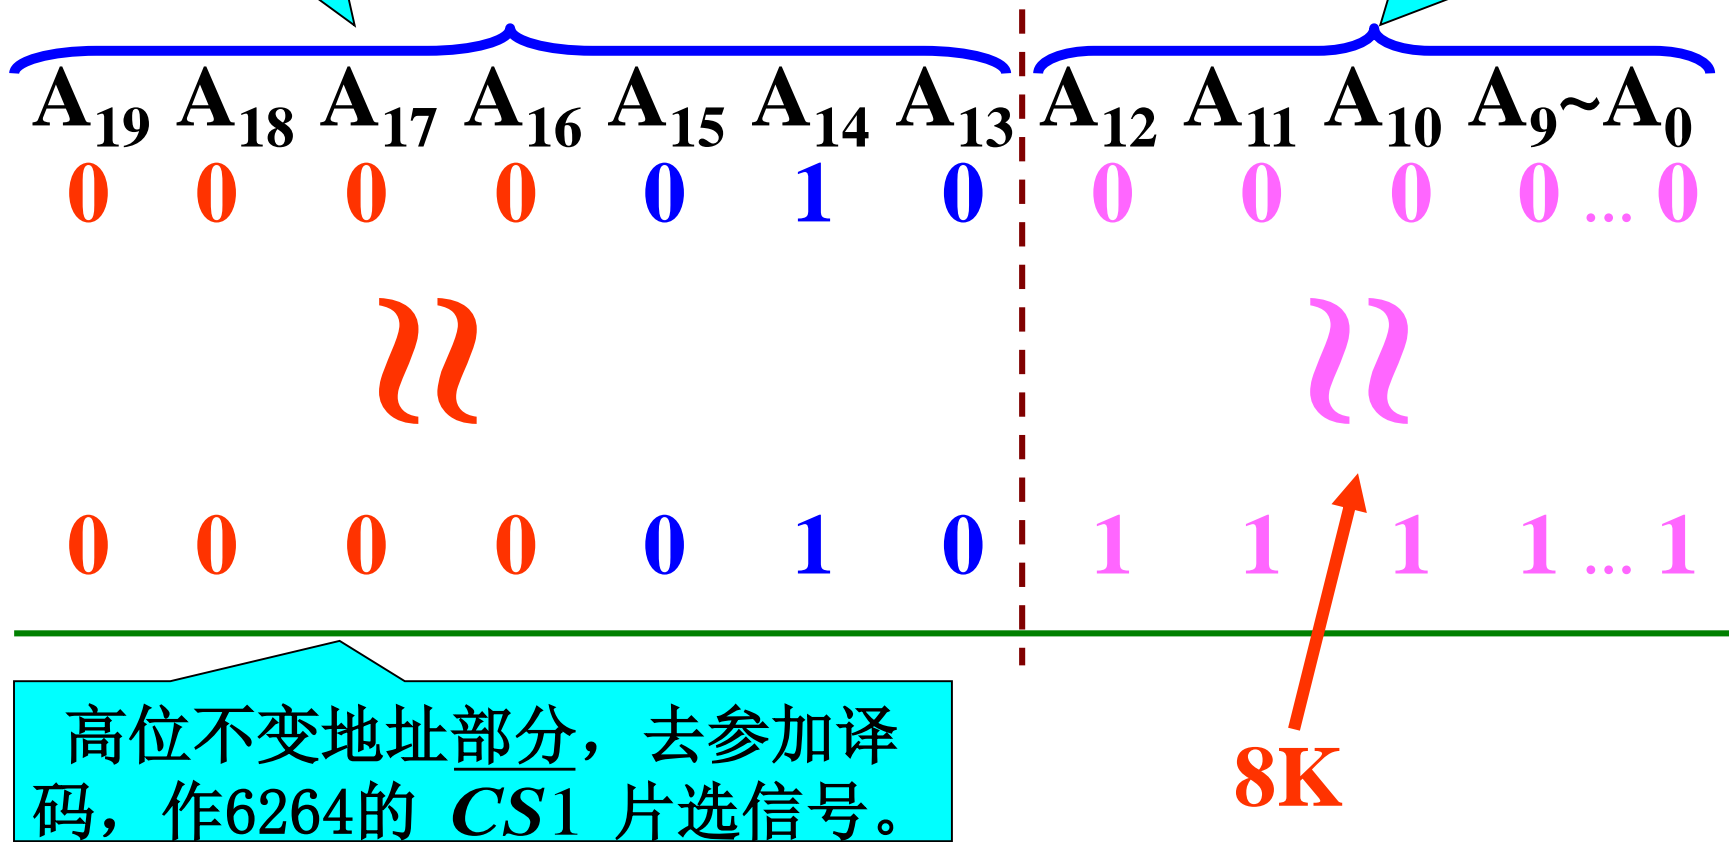 A19 A18 A17 A16 A15 A14 A13 A12 A11 A10 A9~A0
0 0 0 0 0 1 0 0 0 0 0 ... 0
0 0 0 0 0 1 0 1 1 1 1 ... 1
高位不变地址部分，去参加译
码，作6264的 CS1 片选信号。
8K